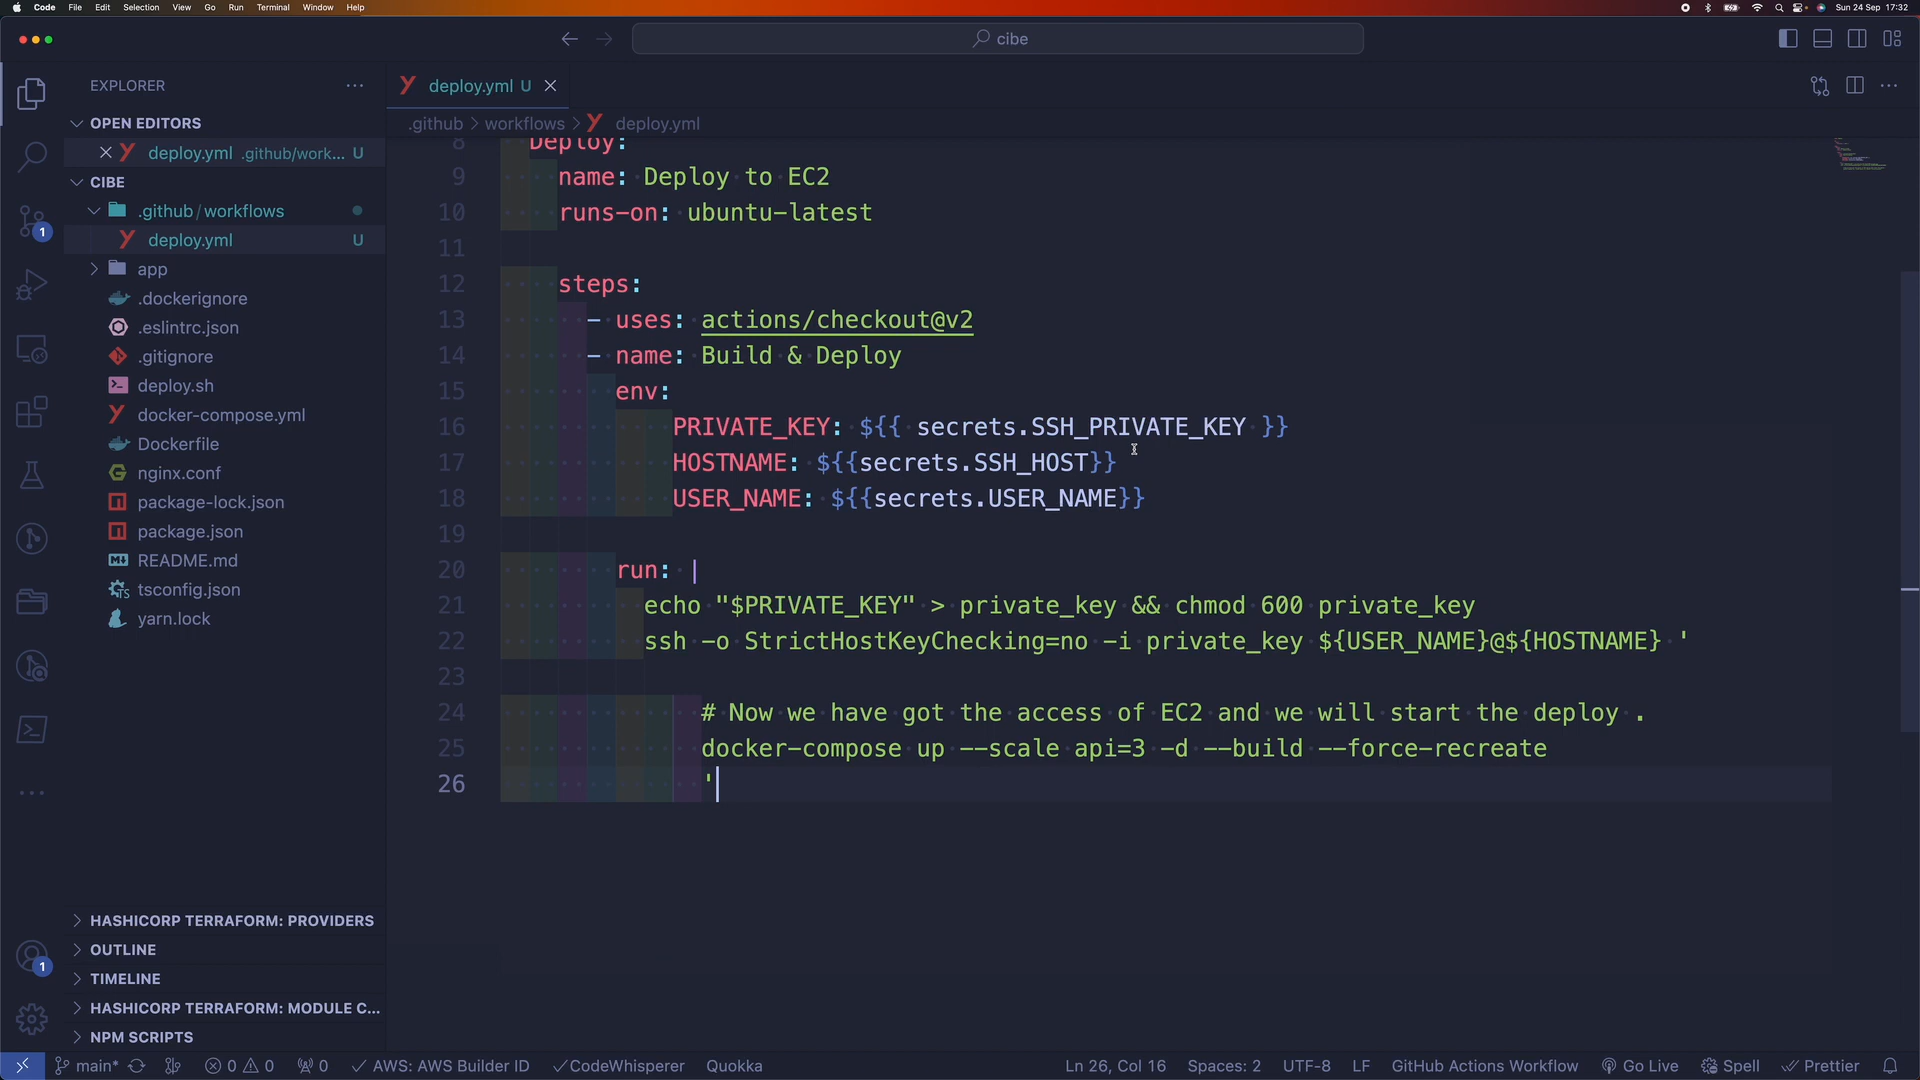 Code File Edit Selection View Go Run Terminal Window Help
Sun 24 Sep 17:32
cibe
EXPLORER
deploy.yml U
OPEN EDITORS
.github > workflows > deploy.yml
deploy.yml .github/work... U
CIBE
.github/workflows
deploy.yml U
app
.dockerignore
.eslintrc.json
.gitignore
deploy.sh
docker-compose.yml
Dockerfile
nginx.conf
package-lock.json
package.json
README.md
tsconfig.json
yarn.lock
HASHICORP TERRAFORM: PROVIDERS
OUTLINE
TIMELINE
HASHICORP TERRAFORM: MODULE C...
NPM SCRIPTS
8 Deploy:
9 name: Deploy to EC2
10 runs-on: ubuntu-latest
11
12 steps:
13 - uses: actions/checkout@v2
14 - name: Build & Deploy
15 env:
16 PRIVATE_KEY: ${{ secrets.SSH_PRIVATE_KEY }}
17 HOSTNAME: ${{secrets.SSH_HOST}}
18 USER_NAME: ${{secrets.USER_NAME}}
19
20 run: |
21 echo "$PRIVATE_KEY" > private_key && chmod 600 private_key
22 ssh -o StrictHostKeyChecking=no -i private_key ${USER_NAME}@${HOSTNAME} '
23
24 # Now we have got the access of EC2 and we will start the deploy .
25 docker-compose up --scale api=3 -d --build --force-recreate
26 '
1
1
main* 0 0 0 AWS: AWS Builder ID CodeWhisperer Quokka
Ln 26, Col 16 Spaces: 2 UTF-8 LF GitHub Actions Workflow Go Live Spell Prettier